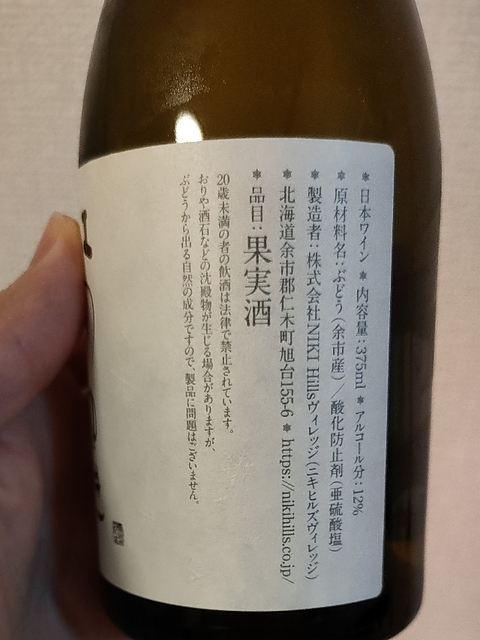 * 日本ワイン * 内容量：375ml * アルコール分：12%
* 原材料名：ぶどう（余市産）／酸化防止剤（亜硫酸塩）
* 製造者：株式会社NIKI Hillsヴィレッジ（ニキヒルズヴィレッジ）
* 北海道余市郡仁木町旭台155-6 * https://nikihills.co.jp/
* 品目：果実酒
20歳未満の者の飲酒は法律で禁止されています。
おりや酒石などの沈殿物が生じる場合がありますが、
ぶどうから出る自然の成分ですので、製品に問題はございません。